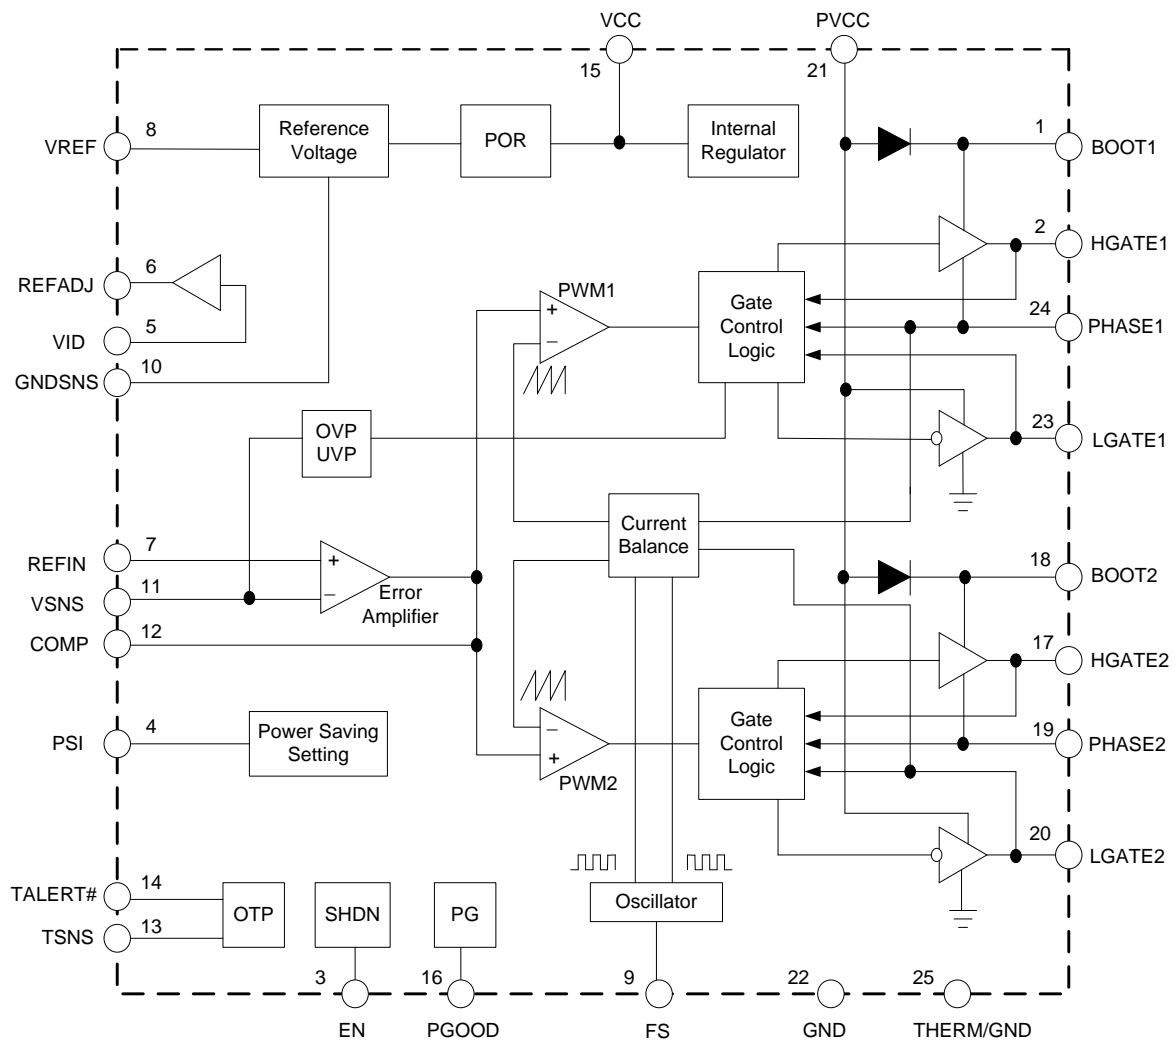 VCC
PVCC
15
21
VREF
8
Reference
Voltage
POR
Internal
Regulator
1
BOOT1
2
HGATE1
REFADJ
6
PWM1
+
−
Gate
Control
Logic
24
PHASE1
VID
5
GNDSNS
10
OVP
UVP
23
LGATE1
Current
Balance
REFIN
7
+
−
Error
Amplifier
VSNS
11
COMP
12
18
BOOT2
17
HGATE2
PSI
4
Power Saving
Setting
−
+
PWM2
Gate
Control
Logic
19
PHASE2
20
LGATE2
TALERT#
14
TSNS
13
OTP
SHDN
PG
Oscillator
3
16
9
22
25
EN
PGOOD
FS
GND
THERM/GND